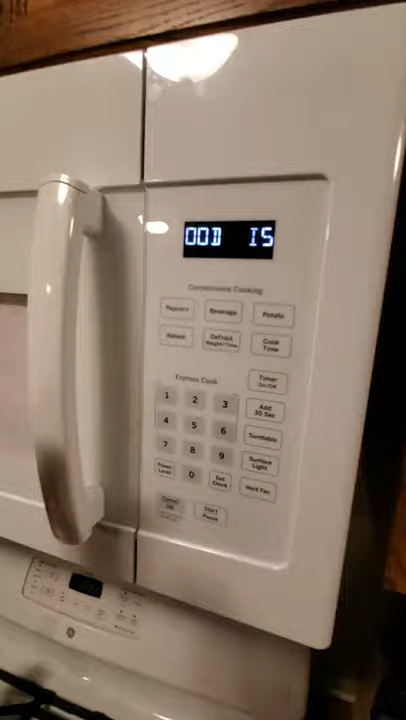 OOD IS
Convenience Cooking
Popcorn Beverage Potato
Reheat Defrost Weight/Time Cook Time
Express Cook
Timer On/Off
1 2 3
Add 30 Sec
4 5 6
Turntable
7 8 9
Surface Light
Power Level 0 Set Clock
Vent Fan
Cancel Off Start Pause